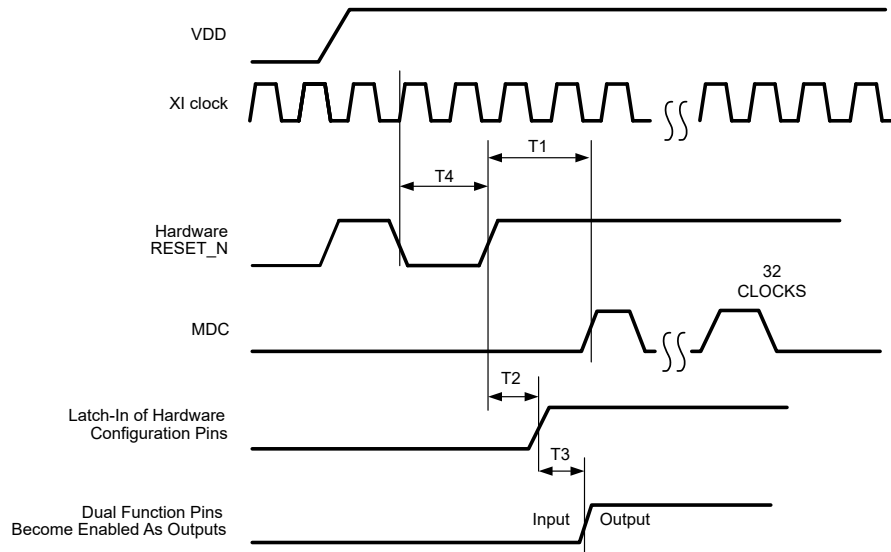 VDD
XI clock
T1
T4
Hardware
RESET_N
32
CLOCKS
MDC
T2
Latch-In of Hardware
Configuration Pins
T3
Dual Function Pins
Become Enabled As Outputs
Input
Output